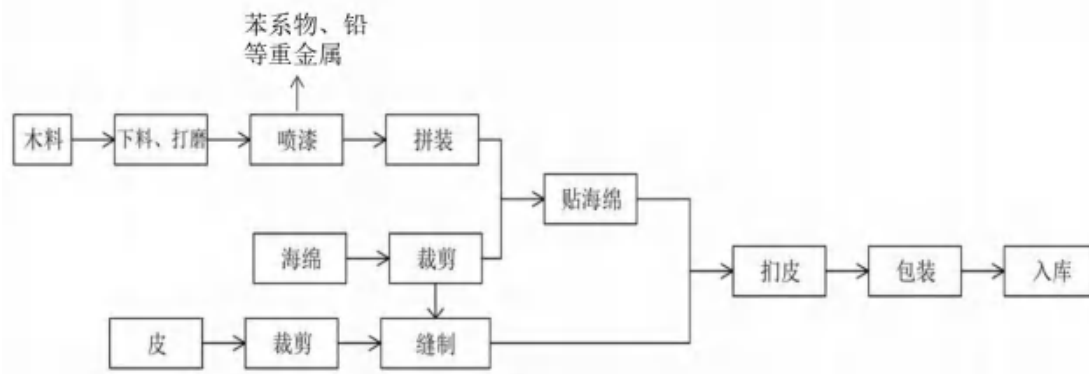 苯系物、铅
等重金属
木料
下料、打磨
喷漆
拼装
贴海绵
海绵
裁剪
扪皮
包装
入库
皮
裁剪
缝制